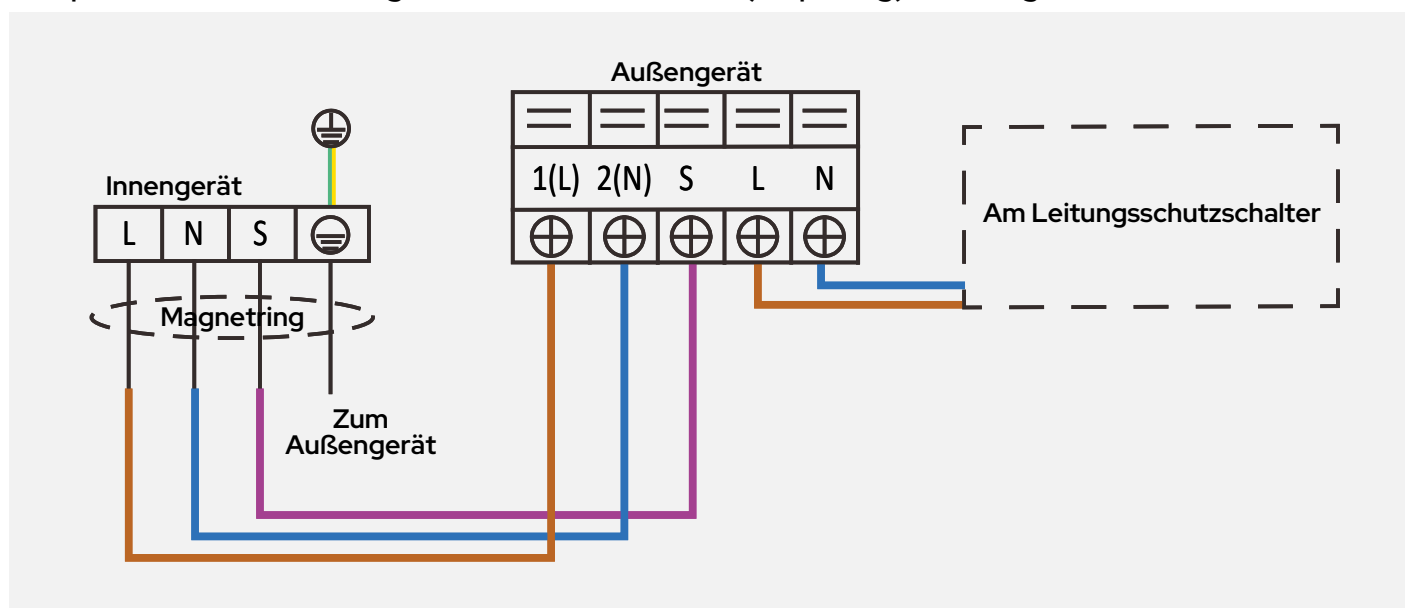 Außengerät
1(L) 2(N) S L N
Innengerät
L N S
Am Leitungsschutzschalter
Magnetring
Zum
Außengerät